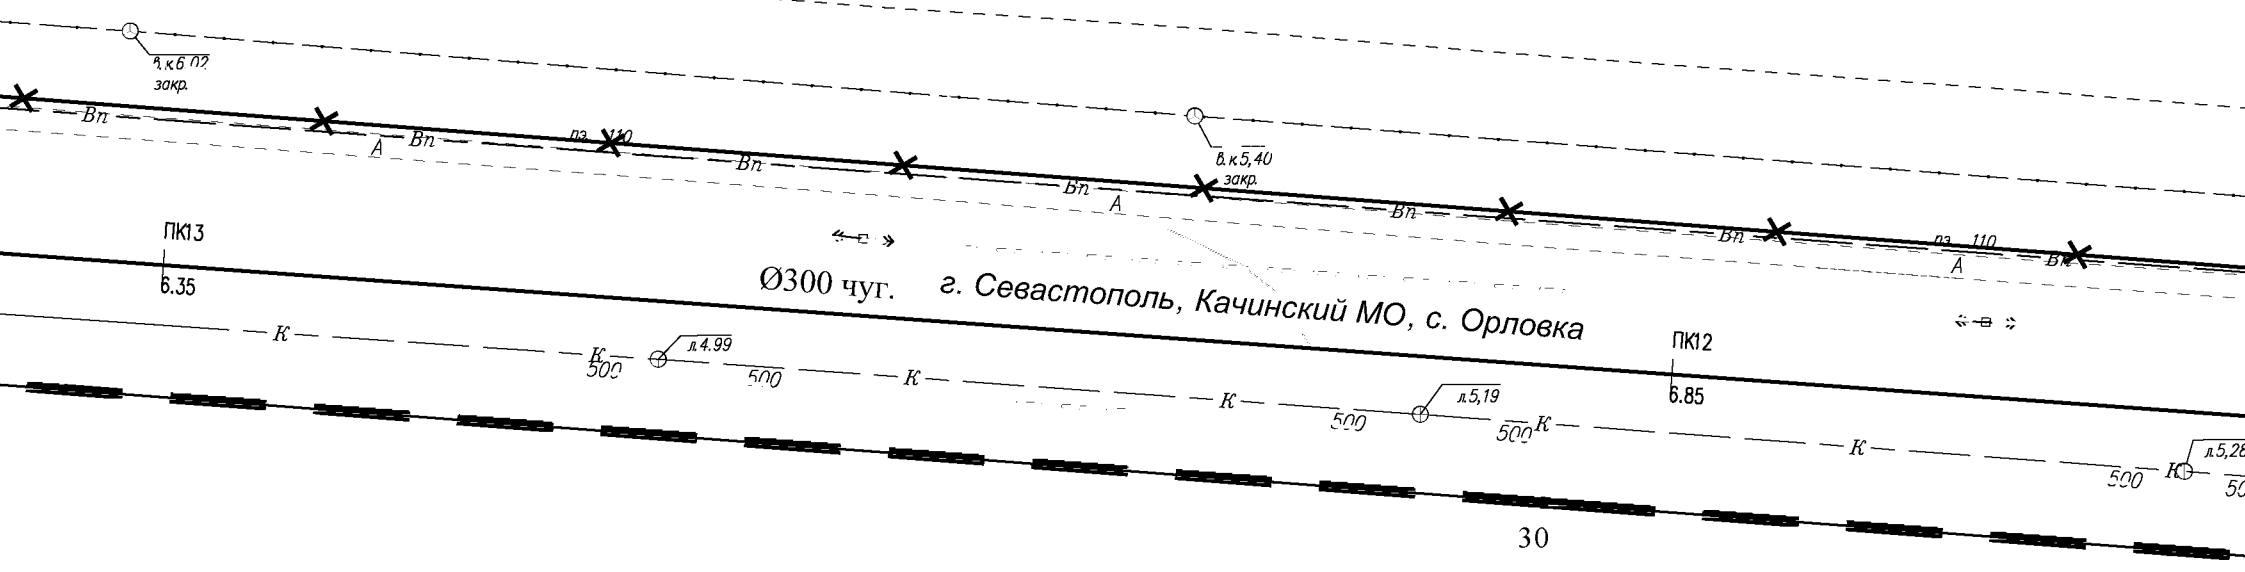 в.к 6.02
закр.
Вп
Вп
А
пэ 110
Вп
Вп
А
в.к 5,40
закр.
Вп
Вп
пэ 110
А
Вп
ПК13
6.35
Ø300 чуг.
г. Севастополь, Качинский МО, с. Орловка
ПК12
6.85
К
К
500
л.4.99
500
К
К
500
л.5,19
500
К
К
500
К
л.5,28
30